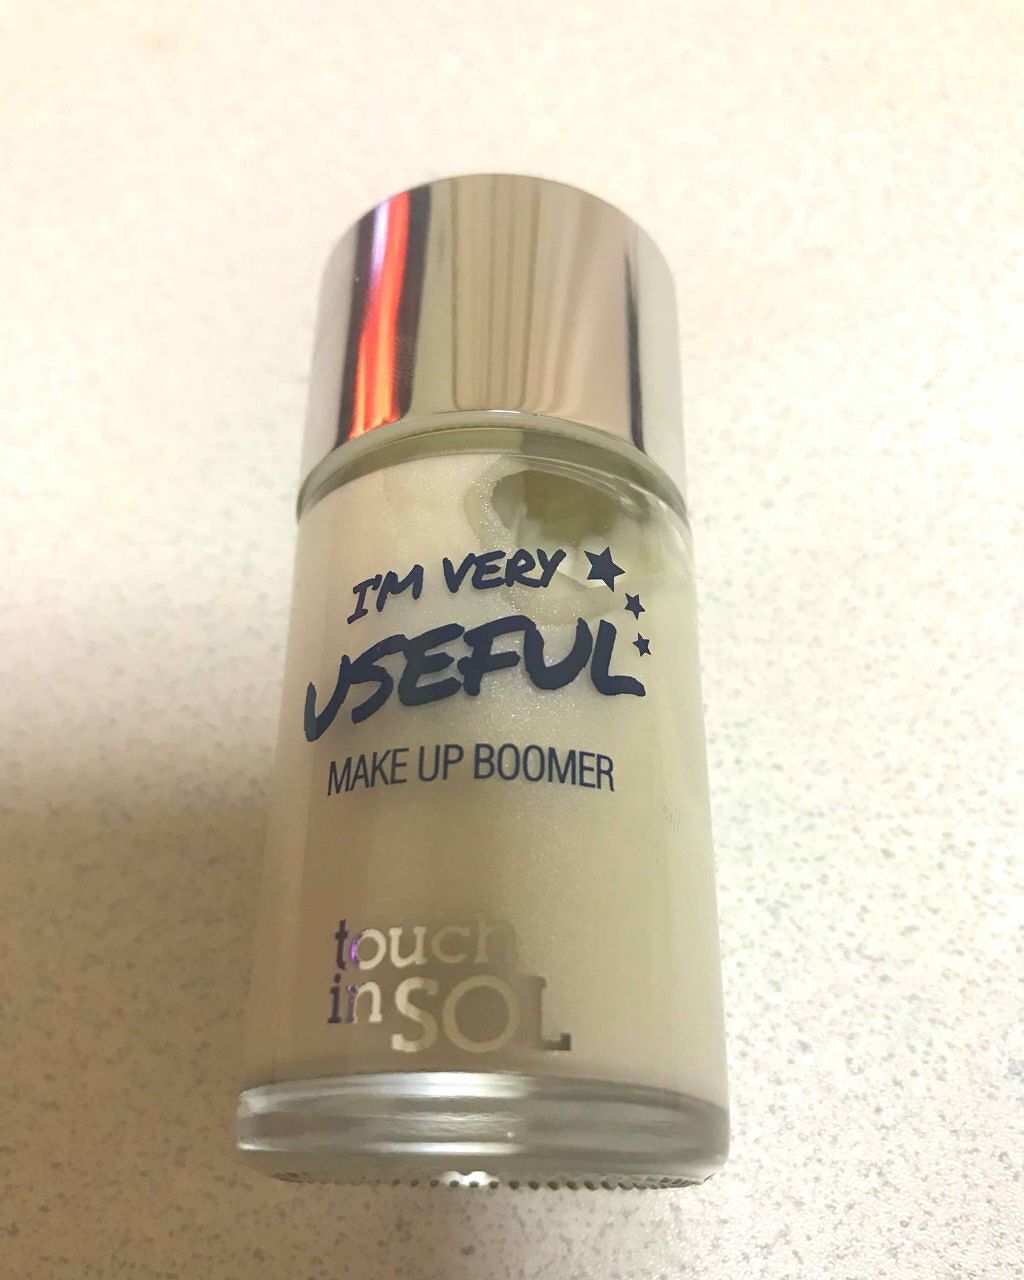 I'M VERY
USEFUL
MAKE UP BOOMER
touch
in SOL